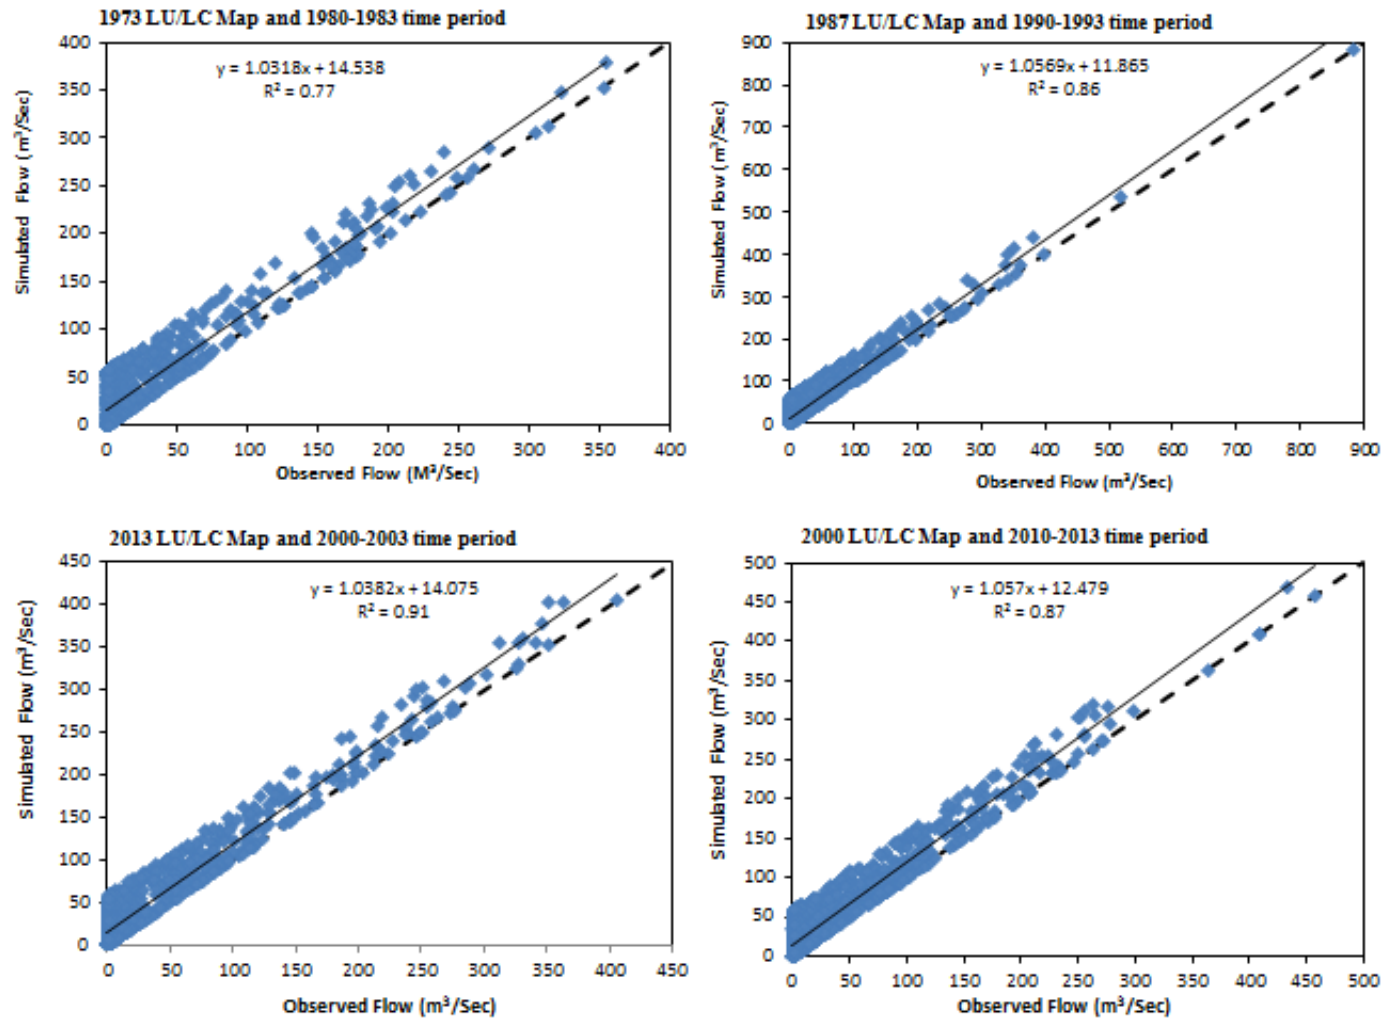 1973 LU/LC Map and 1980-1983 time period
400
350
300
250
200
150
100
50
0
Simulated Flow (m³/Sec)
y = 1.0318x + 14.538
R² = 0.77
0 50 100 150 200 250 300 350 400
Observed Flow (M³/Sec)
1987 LU/LC Map and 1990-1993 time period
900
800
700
600
500
400
300
200
100
0
Simulated Flow (m³/Sec)
y = 1.0569x + 11.865
R² = 0.86
0 100 200 300 400 500 600 700 800 900
Observed Flow (m³/Sec)
2013 LU/LC Map and 2000-2003 time period
450
400
350
300
250
200
150
100
50
0
Simulated Flow (m³/Sec)
y = 1.0382x + 14.075
R² = 0.91
0 50 100 150 200 250 300 350 400 450
Observed Flow (m³/Sec)
2000 LU/LC Map and 2010-2013 time period
500
450
400
350
300
250
200
150
100
50
0
Simulated Flow (m³/Sec)
y = 1.057x + 12.479
R² = 0.87
0 50 100 150 200 250 300 350 400 450 500
Observed Flow (m³/Sec)